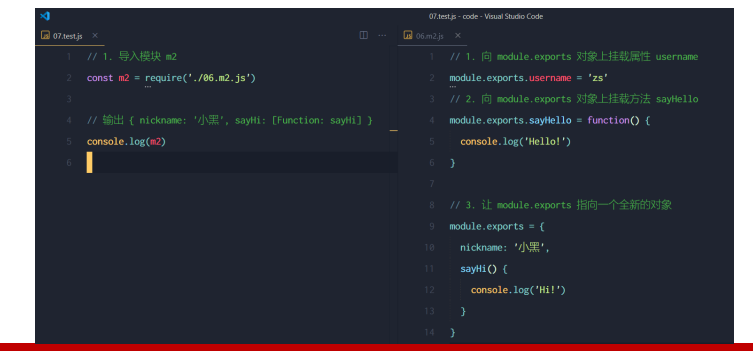 07.test.js - code - Visual Studio Code
07.test.js
1 // 1. 导入模块 m2
2 const m2 = require('./06.m2.js')
3
4 // 输出 { nickname: '小黑', sayHi: [Function: sayHi] }
5 console.log(m2)
6
06.m2.js
1 // 1. 向 module.exports 对象上挂载属性 username
2 module.exports.username = 'zs'
3 // 2. 向 module.exports 对象上挂载方法 sayHello
4 module.exports.sayHello = function() {
5 console.log('Hello!')
6 }
7
8 // 3. 让 module.exports 指向一个全新的对象
9 module.exports = {
10 nickname: '小黑',
11 sayHi() {
12 console.log('Hi!')
13 }
14 }